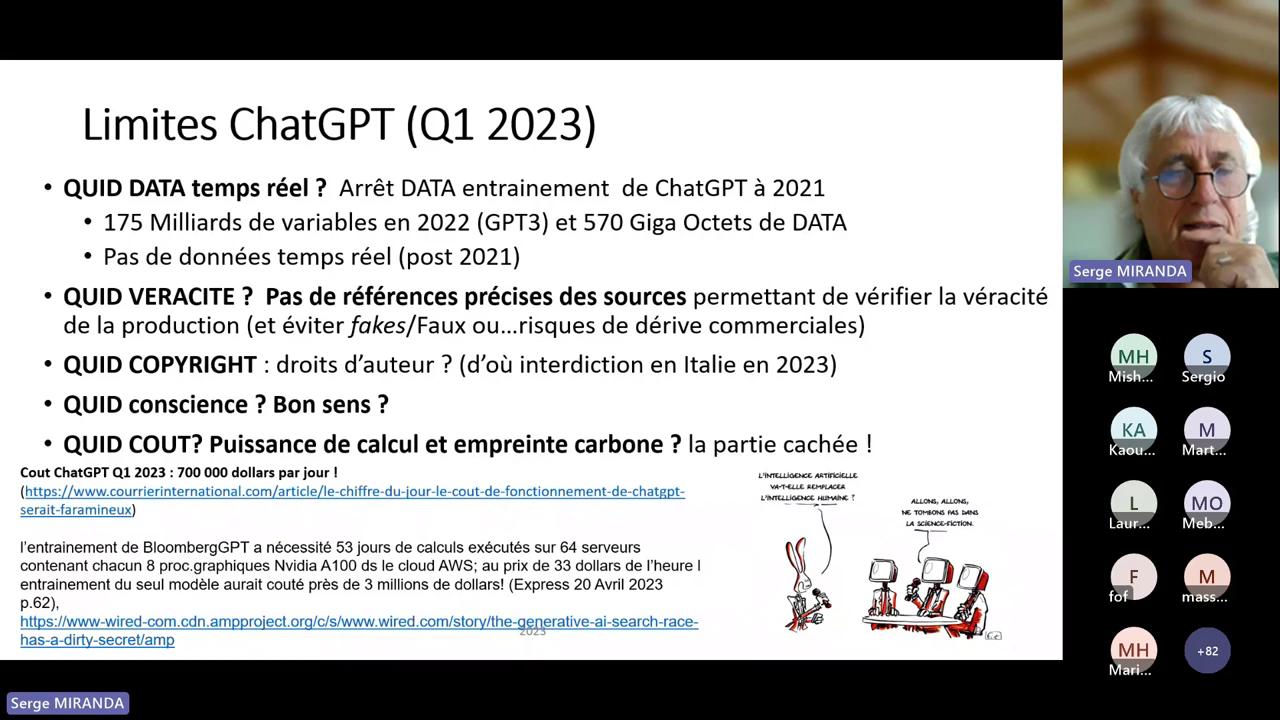 Limites ChatGPT (Q1 2023)
• QUID DATA temps réel ? Arrêt DATA entrainement de ChatGPT à 2021
• 175 Milliards de variables en 2022 (GPT3) et 570 Giga Octets de DATA
• Pas de données temps réel (post 2021)
• QUID VERACITE ? Pas de références précises des sources permettant de vérifier la véracité
de la production (et éviter fakes/Faux ou...risques de dérive commerciales)
• QUID COPYRIGHT : droits d’auteur ? (d’où interdiction en Italie en 2023)
• QUID conscience ? Bon sens ?
• QUID COUT? Puissance de calcul et empreinte carbone ? la partie cachée !
Cout ChatGPT Q1 2023 : 700 000 dollars par jour !
(https://www.courrierinternational.com/article/le-chiffre-du-jour-le-cout-de-fonctionnement-de-chatgpt-
serait-faramineux)
l’entrainement de BloombergGPT a nécessité 53 jours de calculs exécutés sur 64 serveurs
contenant chacun 8 proc.graphiques Nvidia A100 ds le cloud AWS; au prix de 33 dollars de l’heure l
entrainement du seul modèle aurait couté près de 3 millions de dollars! (Express 20 Avril 2023
p.62),
https://www-wired-com.cdn.ampproject.org/c/s/www.wired.com/story/the-generative-ai-search-race-
has-a-dirty-secret/amp
2023
L'INTELLIGENCE ARTIFICIELLE
VA-T-ELLE REMPLACER
L'INTELLIGENCE HUMAINE ?
ALLONS, ALLONS,
NE TOMBONS PAS DANS
LA SCIENCE-FICTION.
Serge MIRANDA
MH
Mish...
S
Sergio
KA
Kaou...
M
Mart...
L
Laur...
MO
Meb...
F
fof
M
mass...
MH
Mari...
+82
Serge MIRANDA